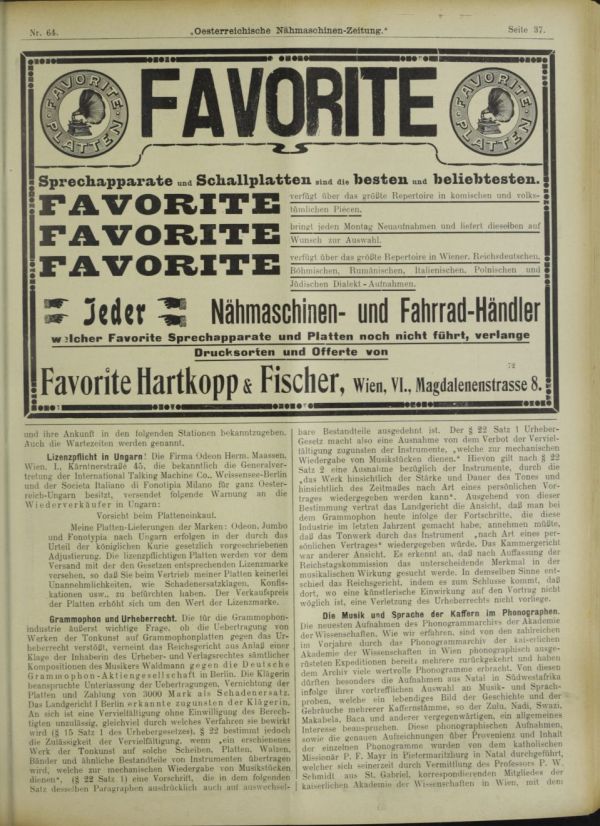 Nr. 64.
„Oesterreichische Nähmaschinen-Zeitung.“
Seite 37.
FAVORITE-PLATTEN
FAVORITE
FAVORITE-PLATTEN
Sprechapparate und Schallplatten sind die besten und beliebtesten.
FAVORITE verfügt über das größte Repertoire in komischen und volks-
tümlichen Piécen.
FAVORITE bringt jeden Montag Neuaufnahmen und liefert dieselben auf
Wunsch zur Auswahl.
FAVORITE verfügt über das größte Repertoire in Wiener, Reichsdeutschen,
Böhmischen, Rumänischen, Italienischen, Polnischen und
Jüdischen Dialekt-Aufnahmen.
Jeder Nähmaschinen- und Fahrrad-Händler
welcher Favorite Sprechapparate und Platten noch nicht führt, verlange
Drucksorten und Offerte von
72
Favorite Hartkopp & Fischer, Wien, VI., Magdalenenstrasse 8.
und ihre Ankunft in den folgenden Stationen bekanntzugeben.
Auch die Wartezeiten werden genannt.
Lizenzpflicht in Ungarn! Die Firma Odeon Herm. Maassen,
Wien, I., Kärntnerstraße 45, die bekanntlich die Generalver-
tretung der International Talking Machine Co., Weissensee-Berlin
und der Societa Italiano di Fonotipia Milano für ganz Oester-
reich-Ungarn besitzt, versendet folgende Warnung an die
Wiederverkäufer in Ungarn:
Vorsicht beim Platteneinkauf.
Meine Platten-Lieferungen der Marken: Odeon, Jumbo
und Fonotypia nach Ungarn erfolgen in der durch das
Urteil der königlichen Kurie gesetzlich vorgeschriebenen
Adjustierung. Die lizenzpflichtigen Platten werden vor dem
Versand mit der den Gesetzen entsprechenden Lizenzmarke
versehen, so daß Sie beim Vertrieb meiner Platten keinerlei
Unannehmlichkeiten, wie Schadenersatzklagen, Konfis-
kationen usw., zu befürchten haben. Der Verkaufspreis
der Platten erhöht sich um den Wert der Lizenzmarke.
Grammophon und Urheberrecht. Die für die Grammophon-
industrie äußerst wichtige Frage, ob die Uebertragung von
Werken der Tonkunst auf Grammophonplatten gegen das Ur-
heberrecht verstößt, verneint das Reichsgericht aus Anlaß einer
Klage der Inhaberin des Urheber- und Verlagsrechtes sämtlicher
Kompositionen des Musikers Waldmann gegen die Deutsche
Grammophon-Aktiengesellschaft in Berlin. Die Klägerin
beanspruchte Unterlassung der Uebertragungen, Vernichtung der
Platten und Zahlung von 3000 Mark als Schadenersatz.
Das Landgericht I Berlin erkannte zugunsten der Klägerin.
An sich ist eine Vervielfältigung ohne Einwilligung des Berech-
tigten unzulässig, gleichviel durch welches Verfahren sie bewirkt
wird (§ 15 Satz 1 des Urhebergesetzes). § 22 bestimmt jedoch
die Zulässigkeit der Vervielfältigung, wenn „ein erschienenes
Werk der Tonkunst auf solche Scheiben, Platten, Walzen,
Bänder und ähnliche Bestandteile von Instrumenten übertragen
wird, welche zur mechanischen Wiedergabe von Musikstücken
dienen“. (§ 22 Satz 1) eine Vorschrift, die in dem folgenden
Satz desselben Paragraphen ausdrücklich auch auf auswechsel-
bare Bestandteile ausgedehnt ist. Der § 22 Satz 1 Urheber-
Gesetz macht also eine Ausnahme von dem Verbot der Verviel-
fältigung zugunsten der Instrumente, „welche zur mechanischen
Wiedergabe von Musikstücken dienen.“ Hievon gilt nach § 22
Satz 2 eine Ausnahme bezüglich der Instrumente, durch die
„das Werk hinsichtlich der Stärke und Dauer des Tones und
hinsichtlich des Zeitmaßes nach Art eines persönlichen Vor-
trages wiedergegeben werden kann“. Ausgehend von dieser
Bestimmung vertrat das Landgericht die Ansicht, daß man bei
dem Grammophon heute infolge der Fortschritte, die diese
Industrie im letzten Jahrzent gemacht habe, annehmen müßte,
daß das Tonwerk durch das Instrument „nach Art eines per-
sönlichen Vertrages“ wiedergegeben würde. Das Kammergericht
war anderer Ansicht. Es erkennt an, daß nach Auffassung der
Reichstagskommission das unterscheidende Merkmal in der
musikalischen Wirkung gesucht werde. In demselben Sinne ent-
schied das Reichsgericht, indem es zum Schlusse kommt, daß
dort, wo eine künstlerische Einwirkung auf den Vortrag nicht
möglich ist, eine Verletzung des Urheberrechts nicht vorliege.
Die Musik und Sprache der Kaffern im Phonographen.
Die neuesten Aufnahmen des Phonogrammarchivs der Akademie
der Wissenschaften. Wie wir erfahren, sind von den zahlreichen
im Vorjahre durch das Phonogrammarchiv der kaiserlichen
Akademie der Wissenschaften in Wien phonographisch ausge-
rüsteten Expeditionen bereits mehrere zurückgekehrt und haben
dem Archiv viele wertvolle Phonogramme erbracht. Von diesen
dürften besonders die Aufnahmen aus Natal in Südwestafrika
infolge ihrer vortrefflichen Auswahl an Musik- und Sprach-
proben, welche ein lebendiges Bild der Geschichte und der
Gebräuche mehrerer Kaffernstämme, so der Zulu, Nadi, Swazi,
Makabela, Baca und anderer vergegenwärtigen, ein allgemeines
Interesse beanspruchen. Diese phonographischen Aufnahmen,
sowie die genauen Aufzeichnungen über Provenienz und Inhalt
der einzelnen Phonogramme wurden von dem katholischen
Missionär P. F. Mayr in Pietermaritzburg in Natal durchgeführt,
welcher sich seinerzeit durch Vermittlung des Professors P. W.
Schmidt aus St. Gabriel, korrespondierenden Mitgliedes der
kaiserlichen Akademie der Wissenschaften in Wien, mit dem